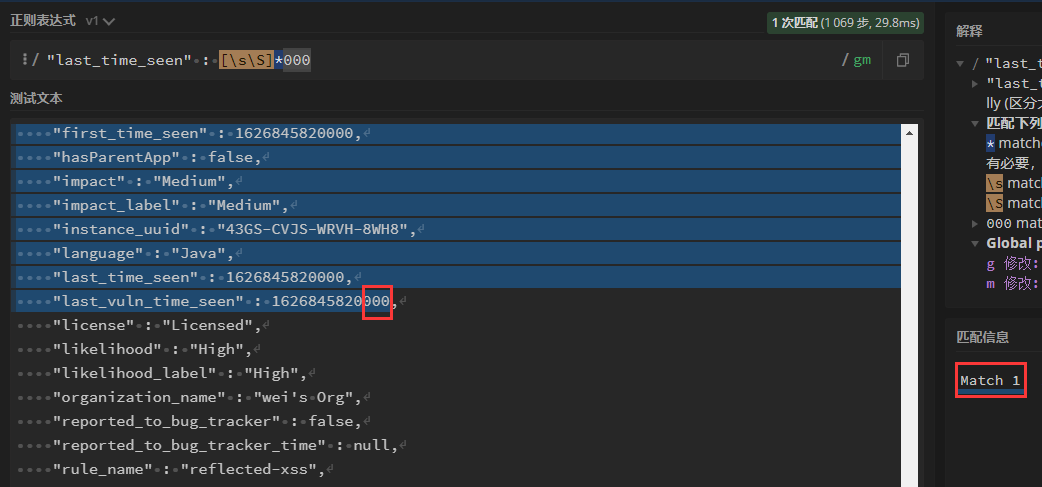 正则表达式 v1
1 次匹配 (1 069 步, 29.8ms)
/ "last_time_seen" : [\s\S]*000
/ gm
测试文本
"first_time_seen" : 1626845820000,
"hasParentApp" : false,
"impact" : "Medium",
"impact_label" : "Medium",
"instance_uuid" : "43GS-CVJS-WRVH-8WH8",
"language" : "Java",
"last_time_seen" : 1626845820000,
"last_vuln_time_seen" : 1626845820000,
"license" : "Licensed",
"likelihood" : "High",
"likelihood_label" : "High",
"organization_name" : "wei's Org",
"reported_to_bug_tracker" : false,
"reported_to_bug_tracker_time" : null,
"rule_name" : "reflected-xss",
解释
/ "last_t
"last_t
lly (区分
匹配下列
* match
有必要,
\s mat
\S mat
000 mat
Global p
g 修改:
m 修改:
匹配信息
Match 1